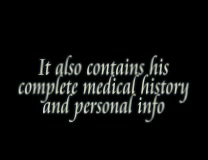 It also contains his
complete medical history
and personal info